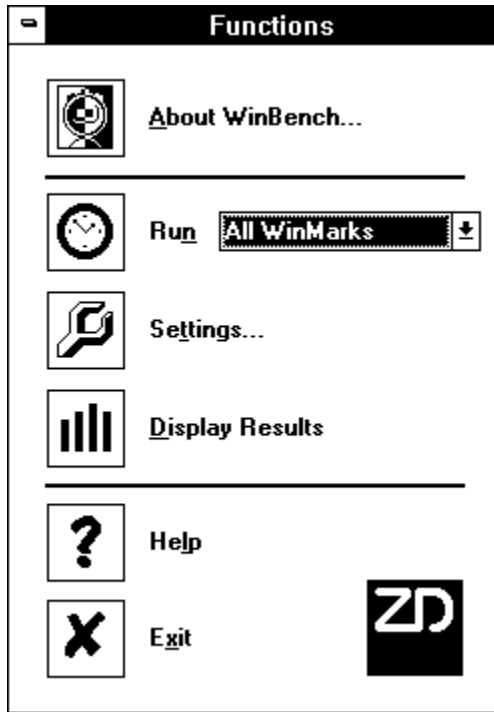 Functions
About WinBench...
Run All WinMarks
Settings...
Display Results
? Help
Exit
ZD